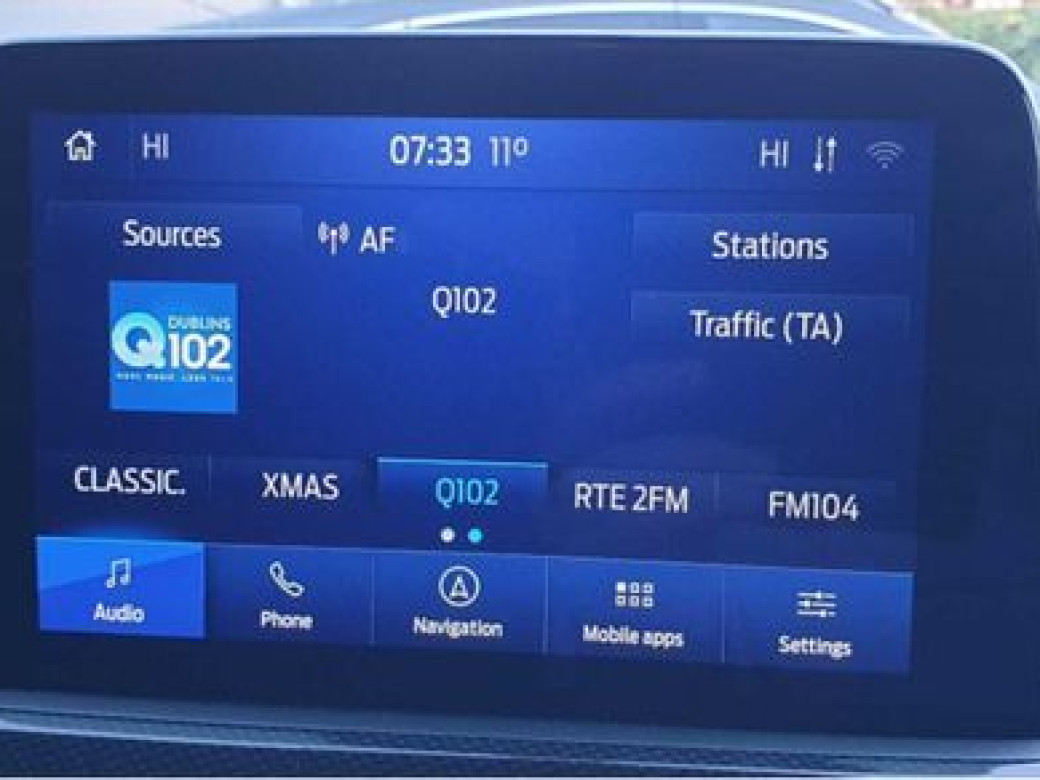 HI 07:33 11° HI
Sources AF Stations
Q102
Traffic (TA)
DUBLINS
Q102
CLASSIC. XMAS Q102 RTE 2FM FM104
Audio Phone Navigation Mobile apps Settings